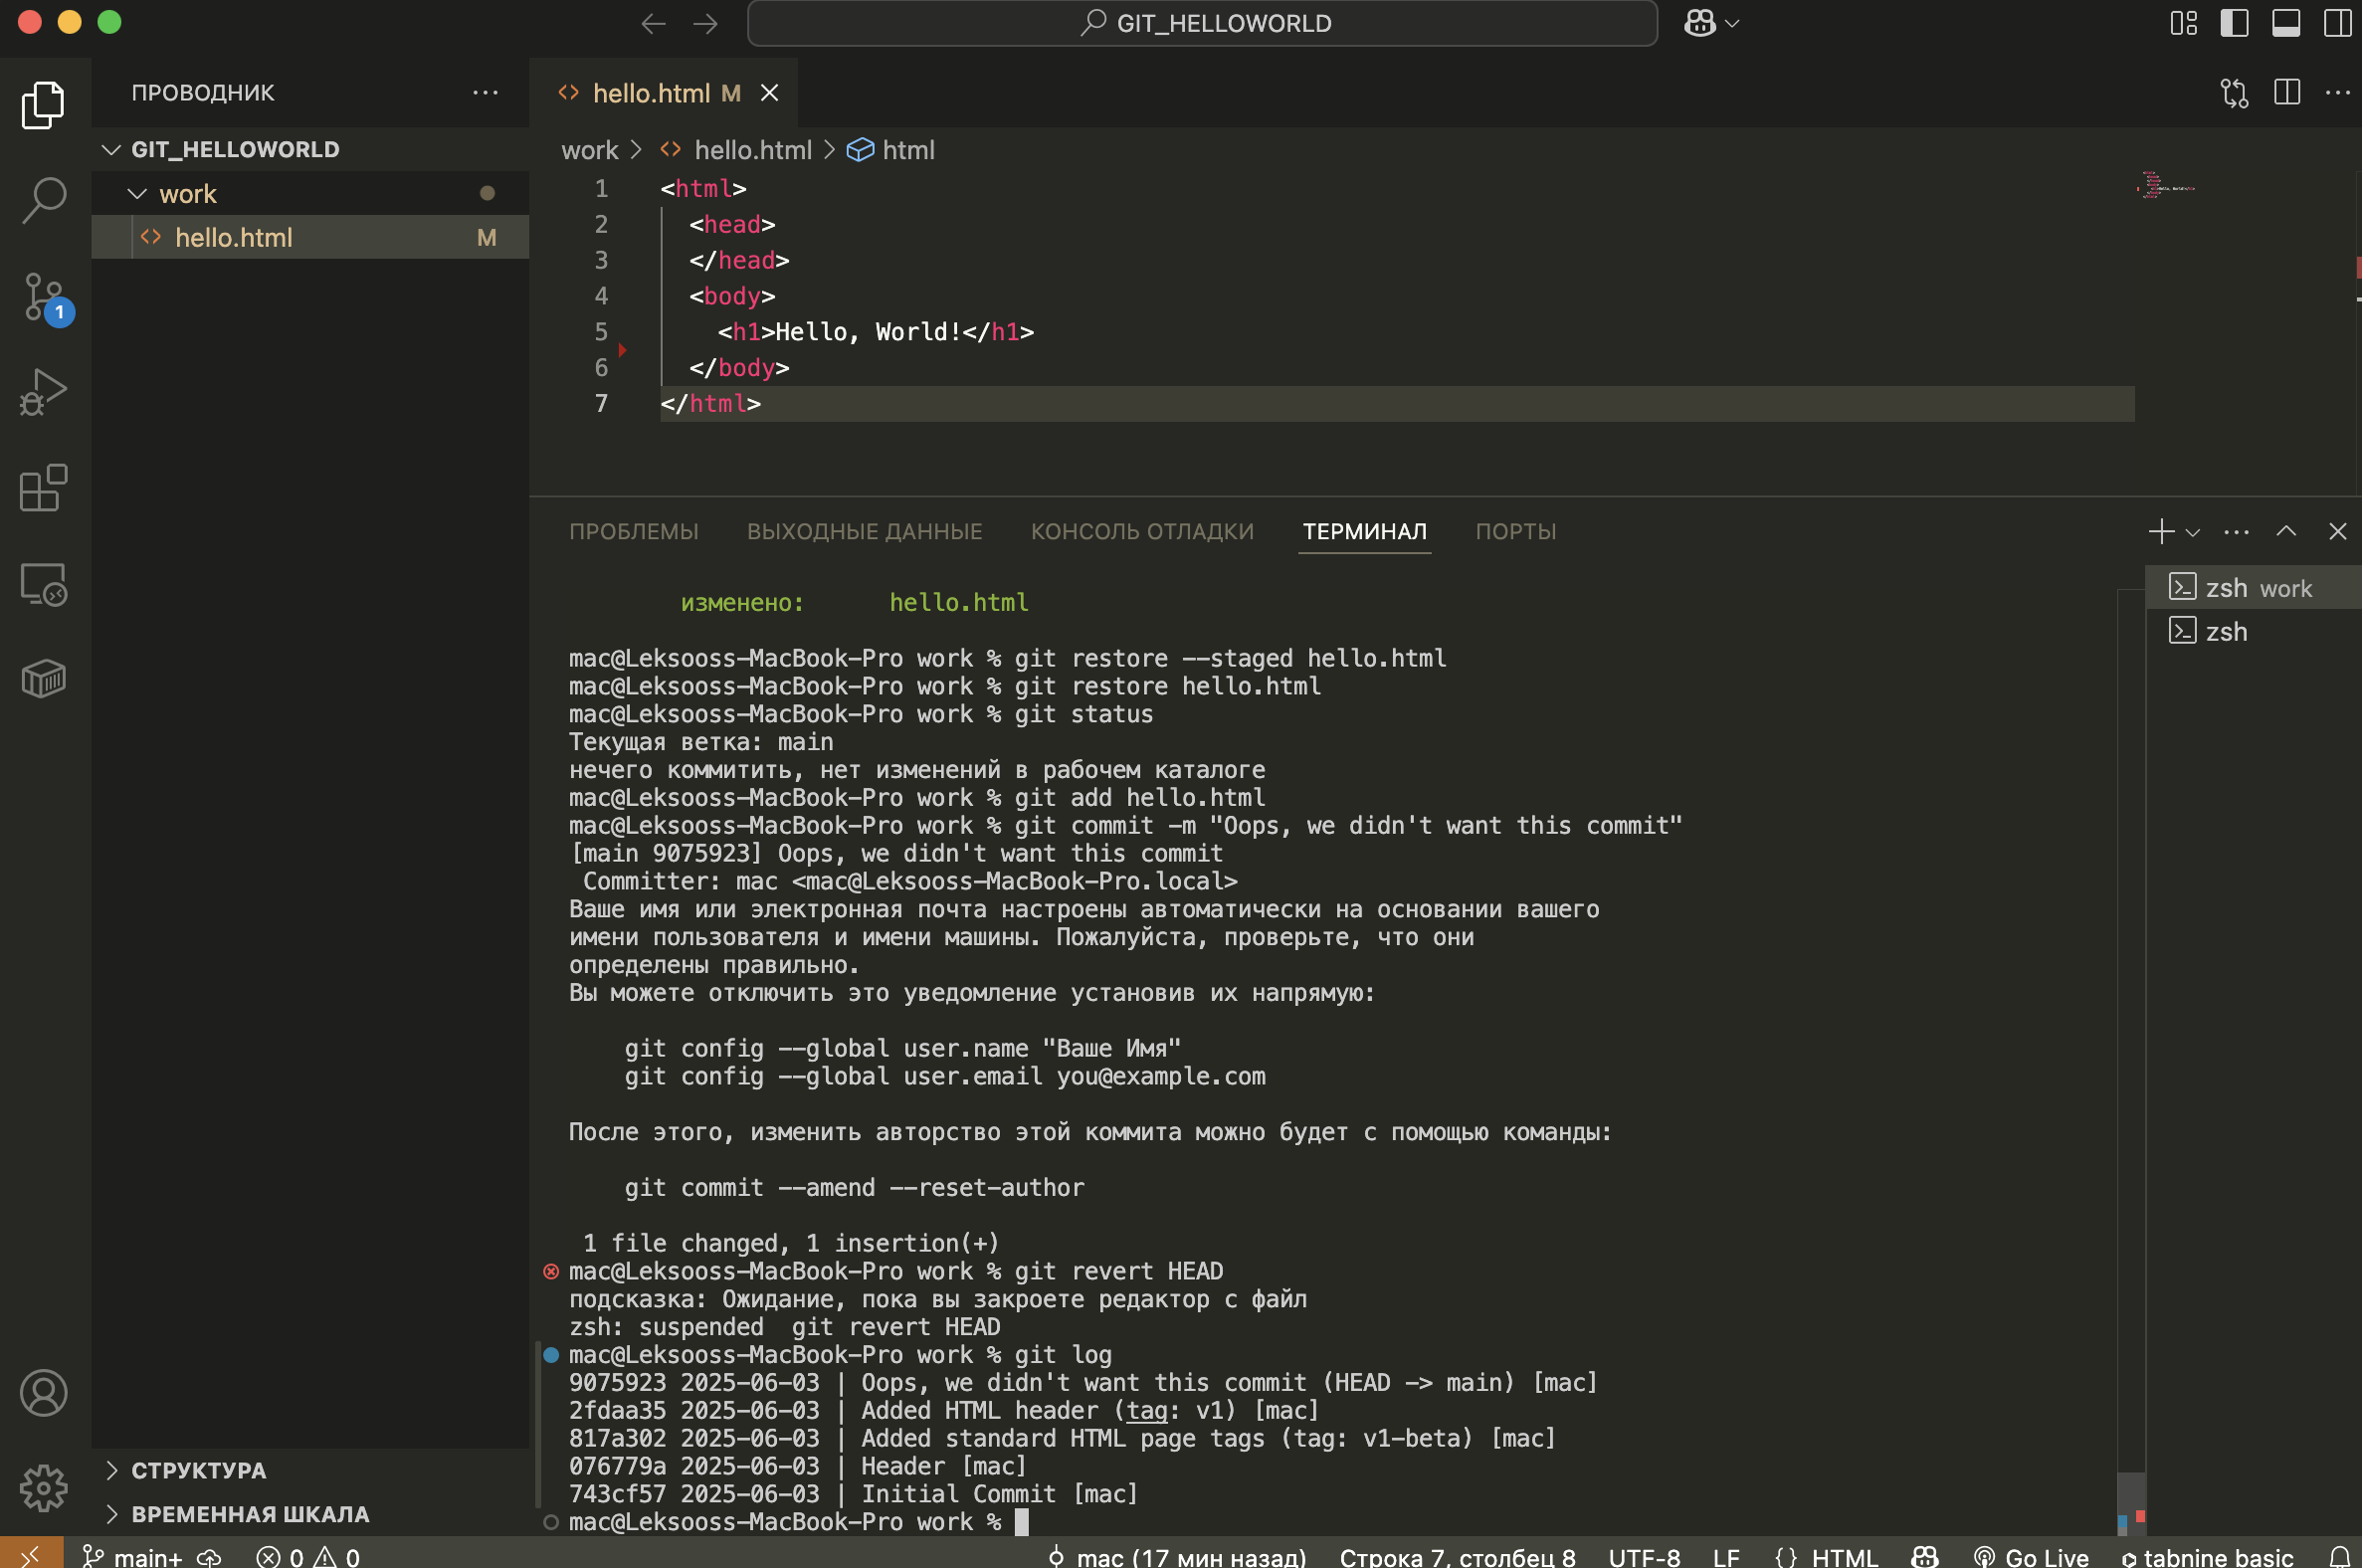 GIT_HELLOWORLD
ПРОВОДНИК
GIT_HELLOWORLD
work
hello.html M
1
СТРУКТУРА
ВРЕМЕННАЯ ШКАЛА
hello.html M
work > hello.html > html
1 <html>
2 <head>
3 </head>
4 <body>
5 <h1>Hello, World!</h1>
6 </body>
7 </html>
ПРОБЛЕМЫ ВЫХОДНЫЕ ДАННЫЕ КОНСОЛЬ ОТЛАДКИ ТЕРМИНАЛ ПОРТЫ
zsh work
zsh
изменено: hello.html
mac@Leksooss-MacBook-Pro work % git restore --staged hello.html
mac@Leksooss-MacBook-Pro work % git restore hello.html
mac@Leksooss-MacBook-Pro work % git status
Текущая ветка: main
нечего коммитить, нет изменений в рабочем каталоге
mac@Leksooss-MacBook-Pro work % git add hello.html
mac@Leksooss-MacBook-Pro work % git commit -m "Oops, we didn't want this commit"
[main 9075923] Oops, we didn't want this commit
Committer: mac <mac@Leksooss-MacBook-Pro.local>
Ваше имя или электронная почта настроены автоматически на основании вашего
имени пользователя и имени машины. Пожалуйста, проверьте, что они
определены правильно.
Вы можете отключить это уведомление установив их напрямую:
git config --global user.name "Ваше Имя"
git config --global user.email you@example.com
После этого, изменить авторство этой коммита можно будет с помощью команды:
git commit --amend --reset-author
1 file changed, 1 insertion(+)
mac@Leksooss-MacBook-Pro work % git revert HEAD
подсказка: Ожидание, пока вы закроете редактор с файл
zsh: suspended git revert HEAD
mac@Leksooss-MacBook-Pro work % git log
9075923 2025-06-03 | Oops, we didn't want this commit (HEAD -> main) [mac]
2fdaa35 2025-06-03 | Added HTML header (tag: v1) [mac]
817a302 2025-06-03 | Added standard HTML page tags (tag: v1-beta) [mac]
076779a 2025-06-03 | Header [mac]
743cf57 2025-06-03 | Initial Commit [mac]
mac@Leksooss-MacBook-Pro work %
main+ 0 0 mac (17 мин назад) Строка 7, столбец 8 UTF-8 LF {} HTML Go Live tabnine basic